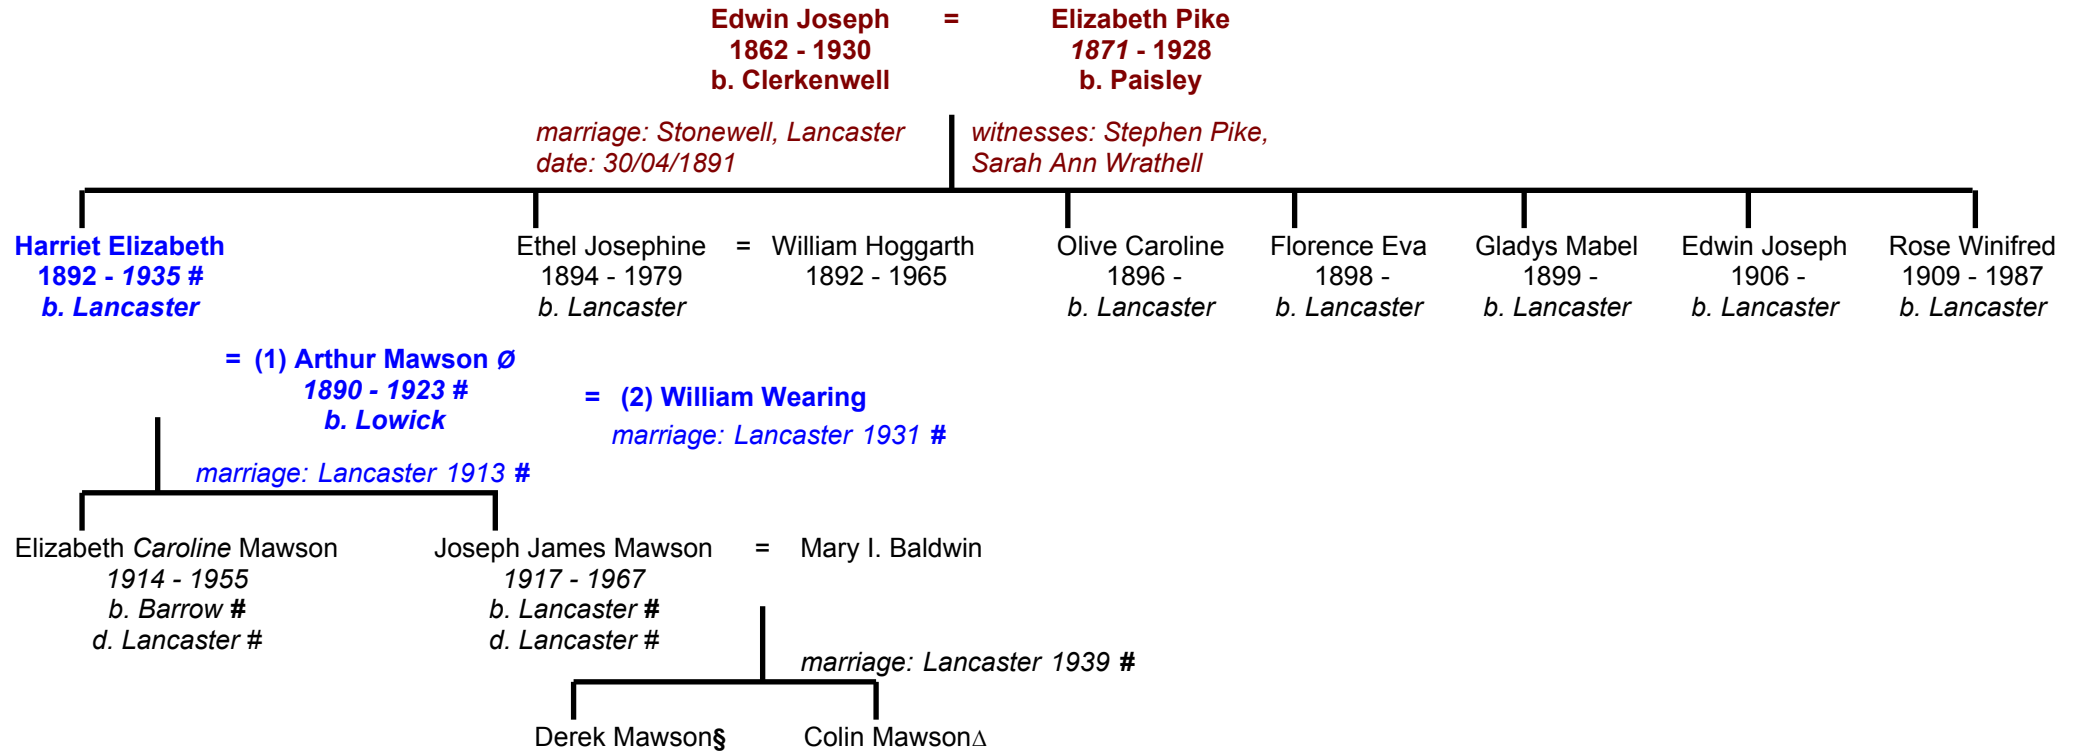 Edwin Joseph = Elizabeth Pike
1862 - 1930 1871 - 1928
b. Clerkenwell b. Paisley
marriage: Stonewell, Lancaster witnesses: Stephen Pike,
date: 30/04/1891 Sarah Ann Wrathell
Harriet Elizabeth Ethel Josephine = William Hoggarth Olive Caroline Florence Eva Gladys Mabel Edwin Joseph Rose Winifred
1892 - 1935 # 1894 - 1979 1892 - 1965 1896 - 1898 - 1899 - 1906 - 1909 - 1987
b. Lancaster b. Lancaster b. Lancaster b. Lancaster b. Lancaster b. Lancaster b. Lancaster
= (1) Arthur Mawson Ø
1890 - 1923 # = (2) William Wearing
b. Lowick marriage: Lancaster 1931 #
marriage: Lancaster 1913 #
Elizabeth Caroline Mawson Joseph James Mawson = Mary I. Baldwin
1914 - 1955 1917 - 1967
b. Barrow # b. Lancaster #
d. Lancaster # d. Lancaster #
marriage: Lancaster 1939 #
Derek Mawson§ Colin Mawson∆